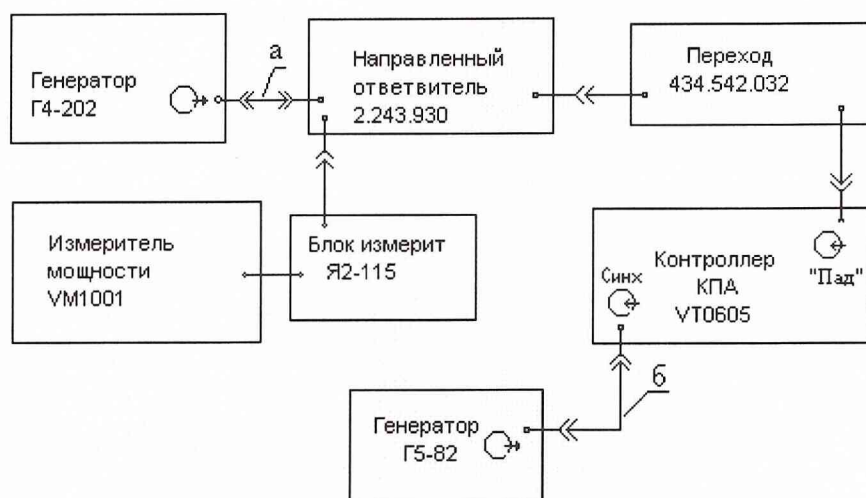 Генератор
Г4-202
а
Направленный
ответвитель
2.243.930
Переход
434.542.032
Измеритель
мощности
VM1001
Блок измерит
Я2-115
Синх
Контроллер
КПА
VT0605
"Пад"
Генератор
Г5-82
б